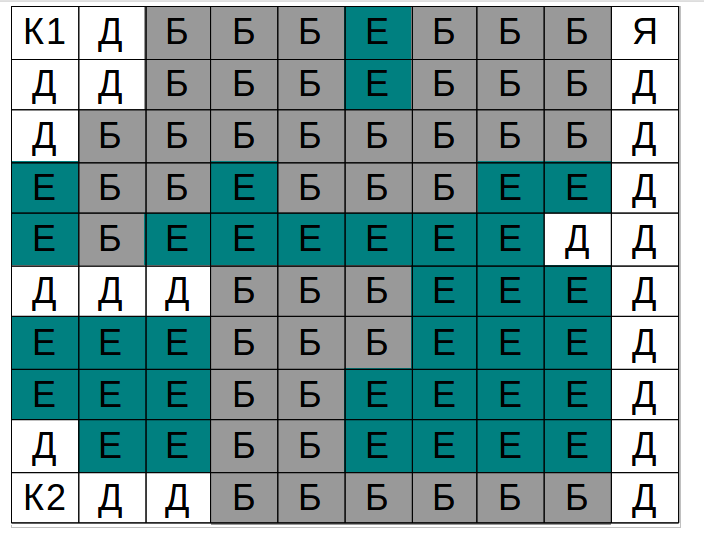 К1 Д Б Б Б Е Б Б Б Я
Д Д Б Б Б Е Б Б Б Д
Д Б Б Б Б Б Б Б Б Д
Е Б Б Е Б Б Б Е Е Д
Е Б Е Е Е Е Е Е Д Д
Д Д Д Б Б Б Е Е Е Д
Е Е Е Б Б Б Е Е Е Д
Е Е Е Б Б Е Е Е Е Д
Д Е Е Б Б Е Е Е Е Д
К2 Д Д Б Б Б Б Б Б Д